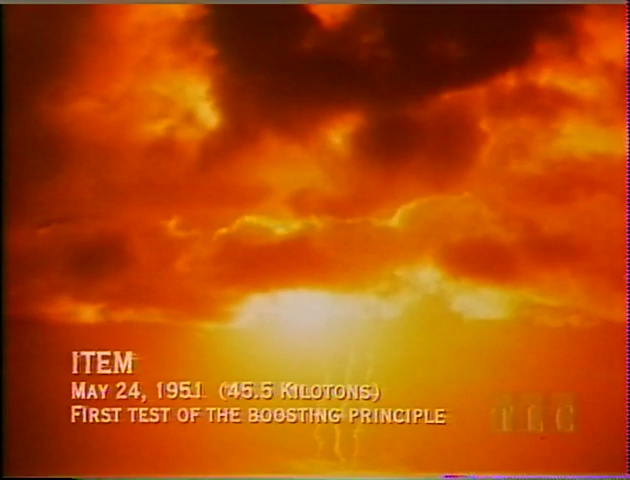 ITEM
MAY 24, 1951 (45.5 KILOTONS)
FIRST TEST OF THE BOOSTING PRINCIPLE
TLC